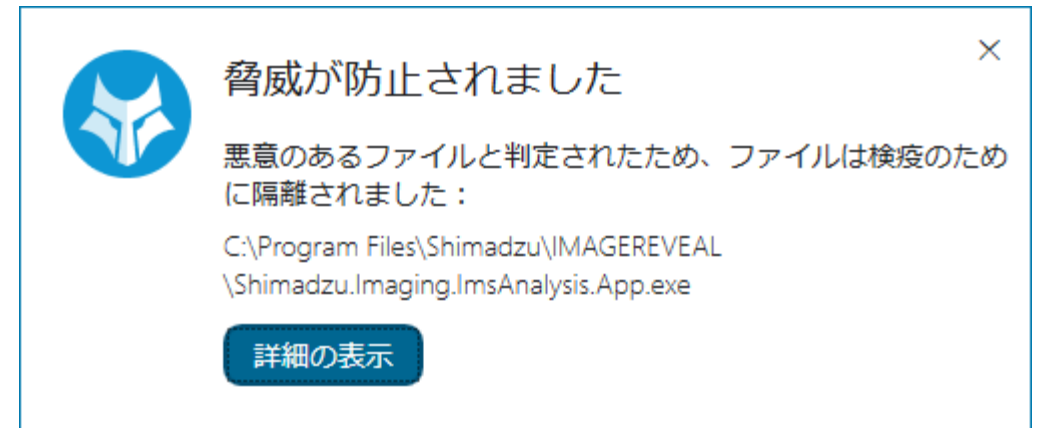 脅威が防止されました
悪意のあるファイルと判定されたため、ファイルは検疫のため
に隔離されました：
C:\Program Files\Shimadzu\IMAGEREVEAL
\Shimadzu.Imaging.ImsAnalysis.App.exe
詳細の表示